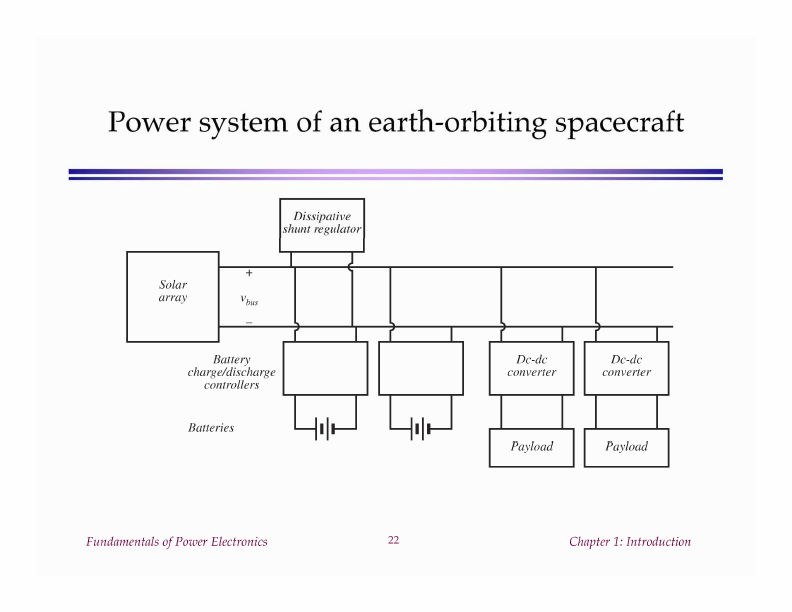 Power system of an earth-orbiting spacecraft
Dissipative
shunt regulator
Solar
array
+
vbus
–
Battery
charge/discharge
controllers
Dc-dc
converter
Dc-dc
converter
Batteries
Payload
Payload
Fundamentals of Power Electronics
22
Chapter 1: Introduction